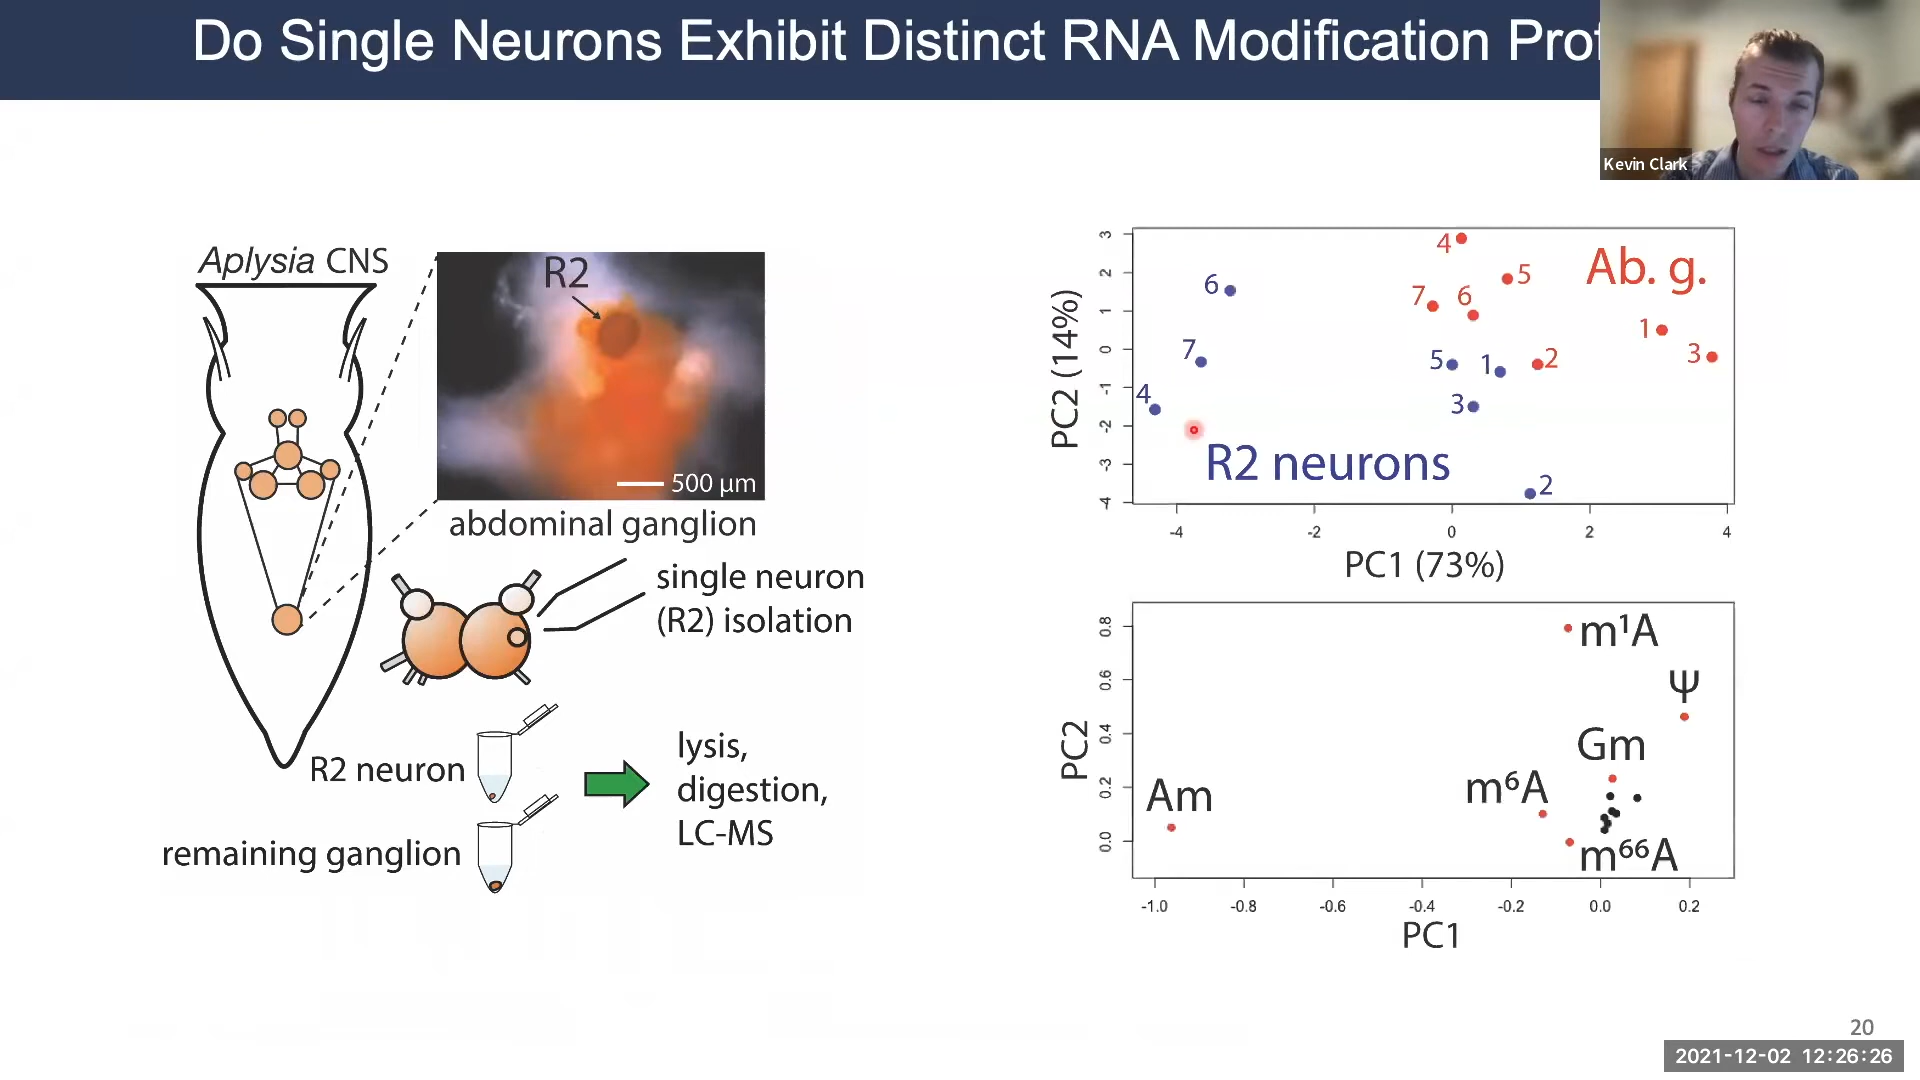 Do Single Neurons Exhibit Distinct RNA Modification Prof
Kevin Clark
Aplysia CNS
R2
500 μm
abdominal ganglion
single neuron
(R2) isolation
R2 neuron
remaining ganglion
lysis,
digestion,
LC-MS
PC2 (14%)
3
2
1
0
-1
-2
-3
-4
Ab. g.
4
5
7
6
1
3
2
6
7
4
5
1
3
2
R2 neurons
-4
-2
0
2
4
PC1 (73%)
PC2
0.8
0.6
0.4
0.2
0.0
m¹A
Ψ
Gm
m⁶A
Am
m⁶⁶A
-1.0
-0.8
-0.6
-0.4
-0.2
0.0
0.2
PC1
20
2021-12-02 12:26:26